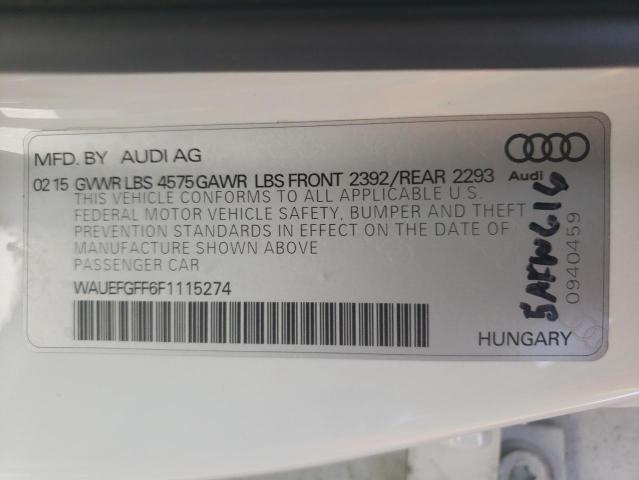 MFD. BY AUDI AG
02 15 GVWR LBS 4575 GAWR LBS FRONT 2392/REAR 2293
THIS VEHICLE CONFORMS TO ALL APPLICABLE U.S.
FEDERAL MOTOR VEHICLE SAFETY, BUMPER AND THEFT
PREVENTION STANDARDS IN EFFECT ON THE DATE OF
MANUFACTURE SHOWN ABOVE
PASSENGER CAR
WAUEFGFF6F1115274
Audi
0940459
HUNGARY